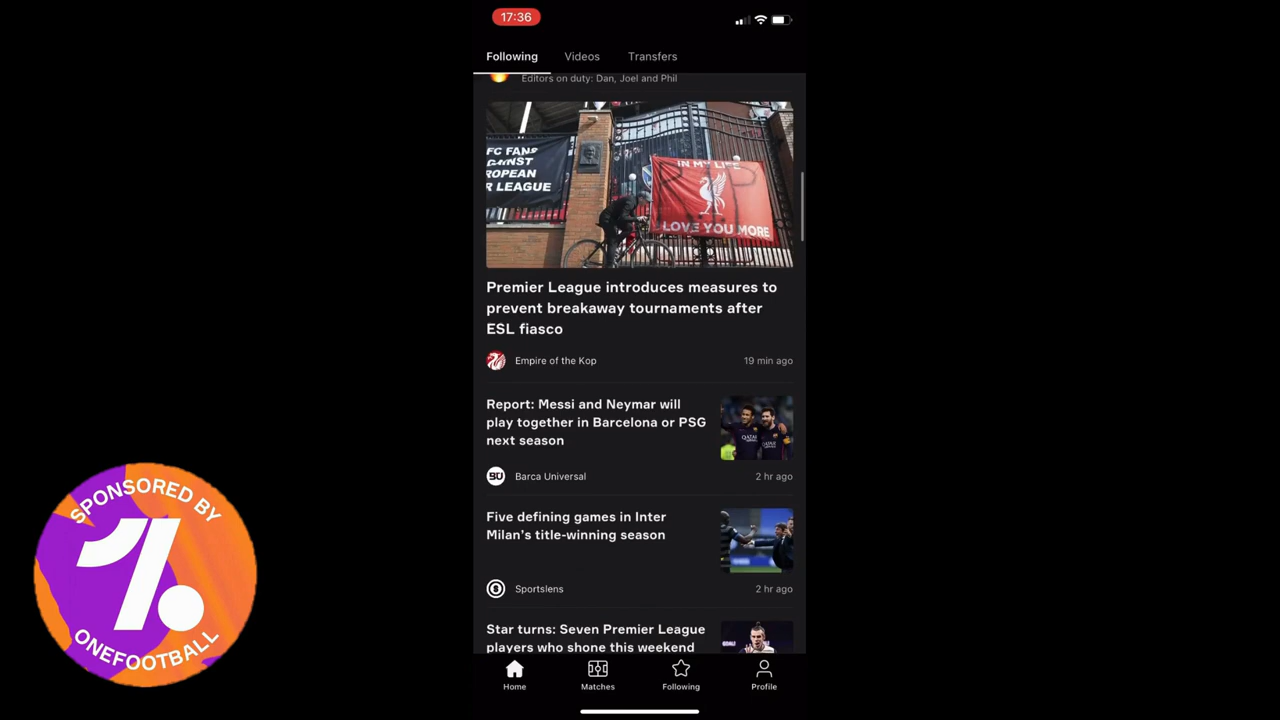 17:36
Following
Videos
Transfers
Editors on duty: Dan, Joel and Phil
FC FANS
GAINST
ROPEAN
R LEAGUE
IN MY LIFE
I LOVE YOU MORE
Premier League introduces measures to
prevent breakaway tournaments after
ESL fiasco
Empire of the Kop
19 min ago
Report: Messi and Neymar will
play together in Barcelona or PSG
next season
Barca Universal
2 hr ago
Five defining games in Inter
Milan's title-winning season
Sportslens
2 hr ago
Star turns: Seven Premier League
players who shone this weekend
Home
Matches
Following
Profile
SPONSORED BY
ONEFOOTBALL